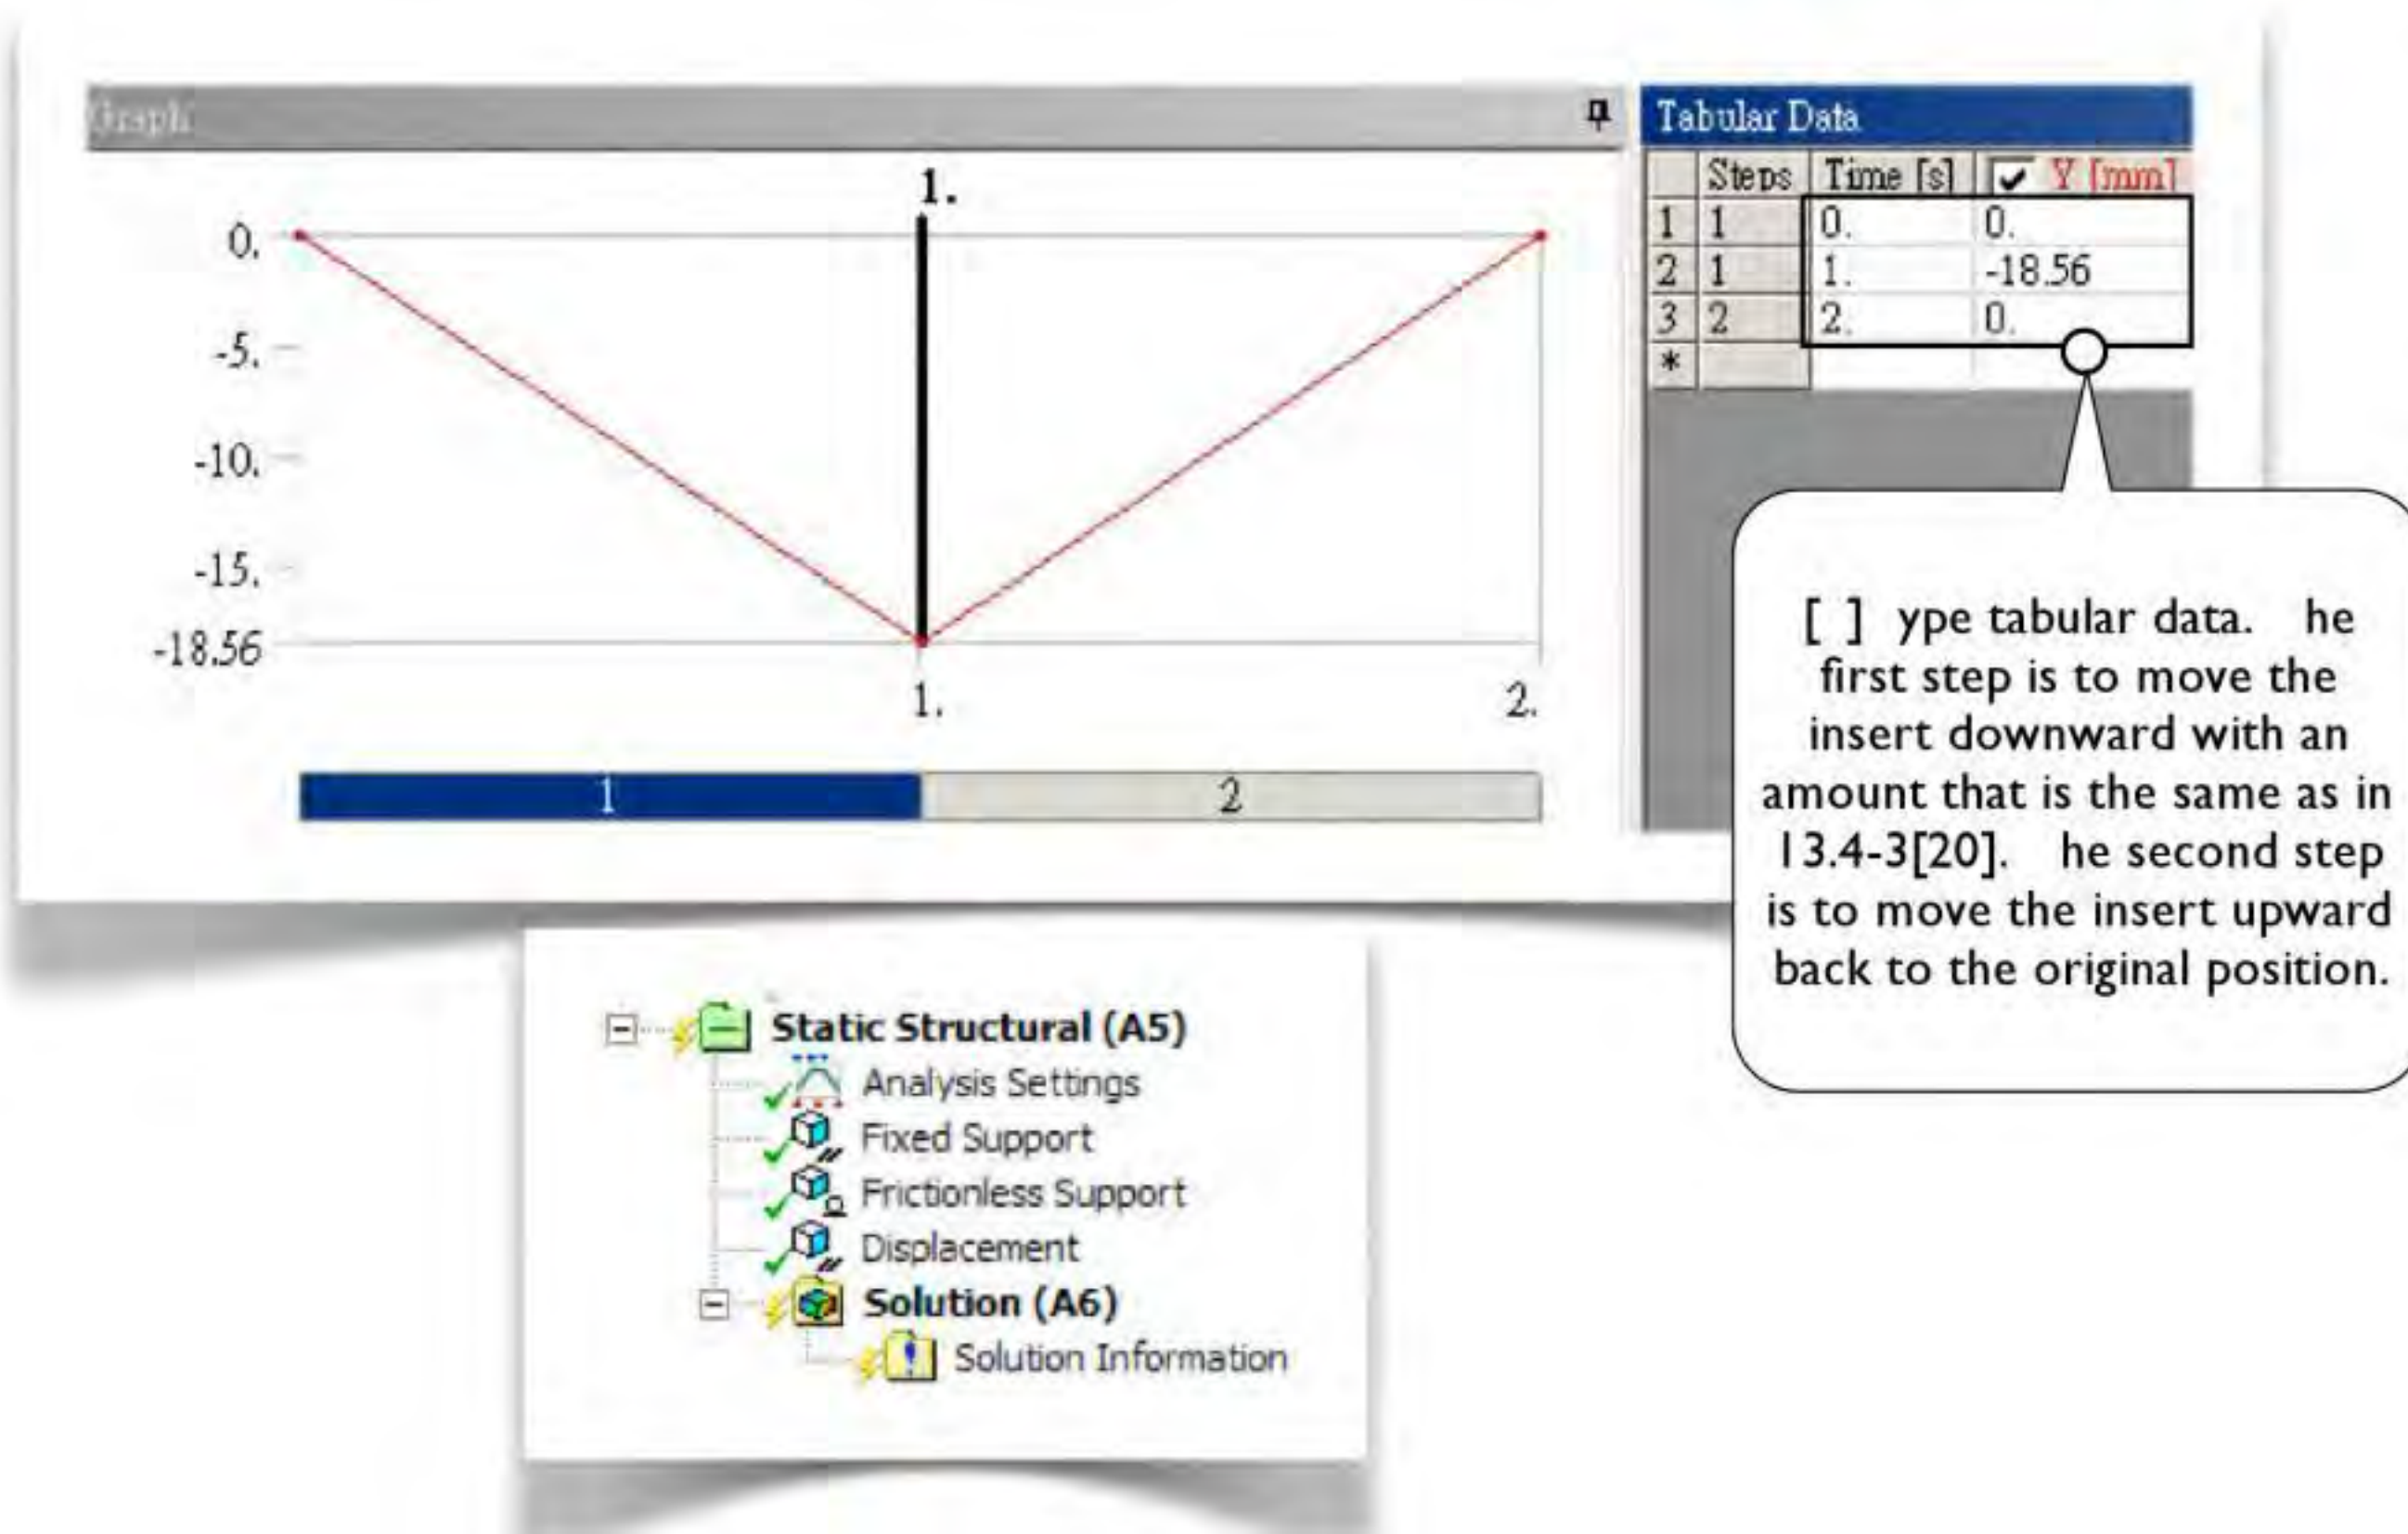 Graph
1.
0.
-5.
-10.
-15.
-18.56
1.
2.
1 2
Tabular Data
Steps Time [s] Y [mm]
1 1 0. 0.
2 1 1. -18.56
3 2 2. 0.
*
[ ] ype tabular data. he
first step is to move the
insert downward with an
amount that is the same as in
13.4-3[20]. he second step
is to move the insert upward
back to the original position.
Static Structural (A5)
Analysis Settings
Fixed Support
Frictionless Support
Displacement
Solution (A6)
Solution Information